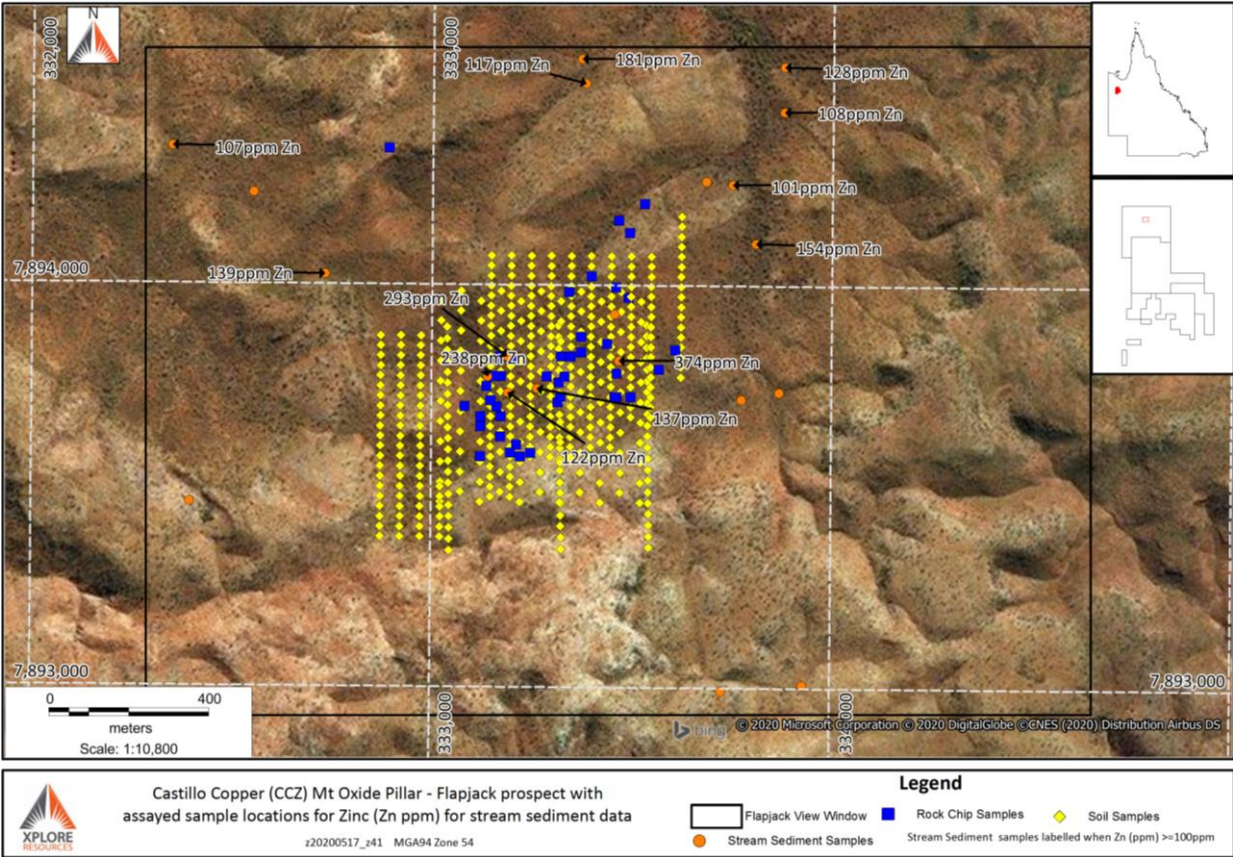 N
332,000
333,000
181ppm Zn
117ppm Zn
128ppm Zn
108ppm Zn
107ppm Zn
101ppm Zn
154ppm Zn
7,894,000
139ppm Zn
293ppm Zn
238ppm Zn
374ppm Zn
137ppm Zn
122ppm Zn
7,893,000
7,893,000
333,000
334,000
0 400
meters
Scale: 1:10,800
bing
© 2020 Microsoft Corporation © 2020 DigitalGlobe ©CNES (2020) Distribution Airbus DS
XPLORE
RESOURCES
Castillo Copper (CCZ) Mt Oxide Pillar - Flapjack prospect with
assayed sample locations for Zinc (Zn ppm) for stream sediment data
z20200517_z41 MGA94 Zone 54
Legend
Flapjack View Window
Rock Chip Samples
Soil Samples
Stream Sediment Samples
Stream Sediment samples labelled when Zn (ppm) >=100ppm